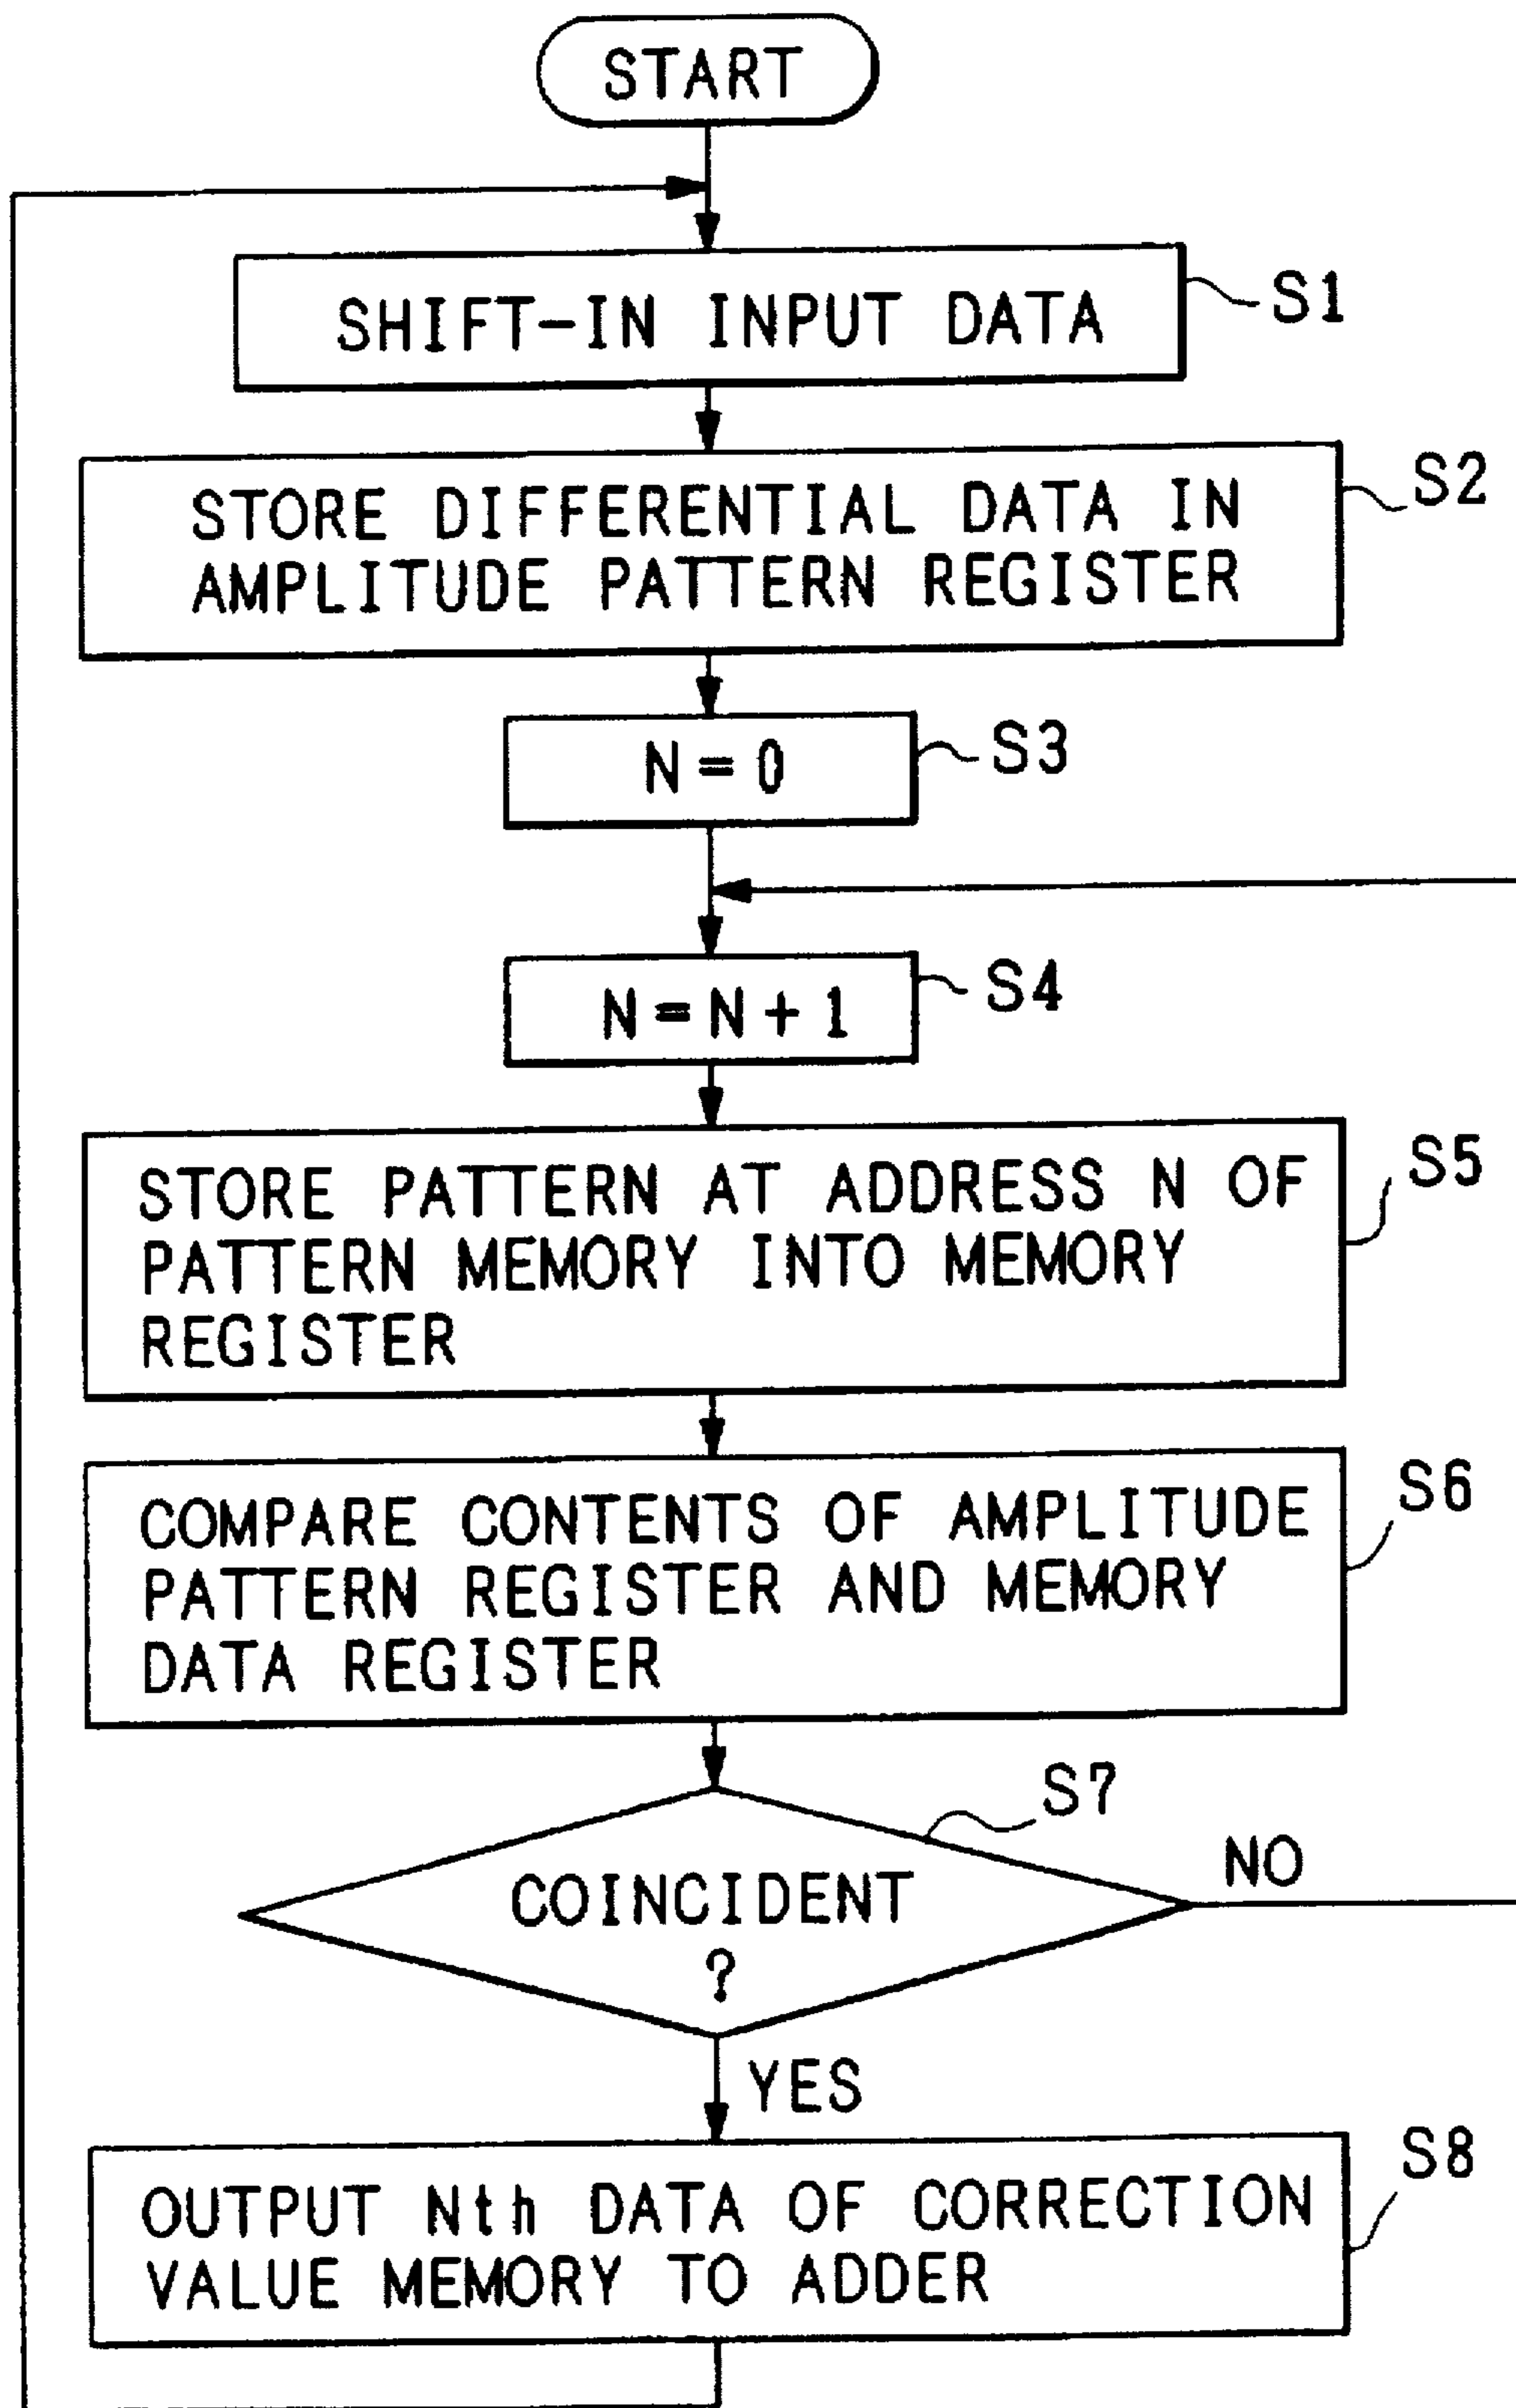 START
SHIFT-IN INPUT DATA
S1
STORE DIFFERENTIAL DATA IN
AMPLITUDE PATTERN REGISTER
S2
N=0
S3
N=N+1
S4
STORE PATTERN AT ADDRESS N OF
PATTERN MEMORY INTO MEMORY
REGISTER
S5
COMPARE CONTENTS OF AMPLITUDE
PATTERN REGISTER AND MEMORY
DATA REGISTER
S6
S7
COINCIDENT
?
NO
YES
OUTPUT Nth DATA OF CORRECTION
VALUE MEMORY TO ADDER
S8